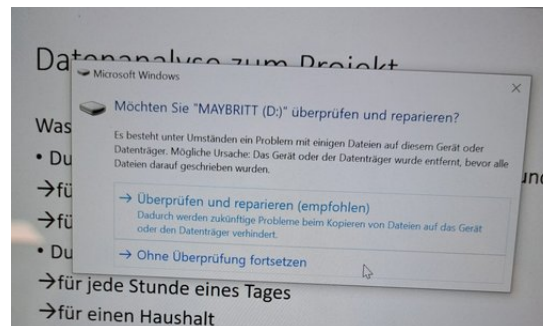 Datenanalyse zum Projekt
Microsoft Windows
Möchten Sie "MAYBRITT (D:)" überprüfen und reparieren?
Was
Es besteht unter Umständen ein Problem mit einigen Dateien auf diesem Gerät oder
Datenträger. Mögliche Ursache: Das Gerät oder der Datenträger wurde entfernt, bevor alle
Dateien darauf geschrieben wurden.
• Du
→ Überprüfen und reparieren (empfohlen)
→fü
Dadurch werden zukünftige Probleme beim Kopieren von Dateien auf das Gerät
oder den Datenträger verhindert.
→fü
→ Ohne Überprüfung fortsetzen
• Du
→für jede Stunde eines Tages
→für einen Haushalt